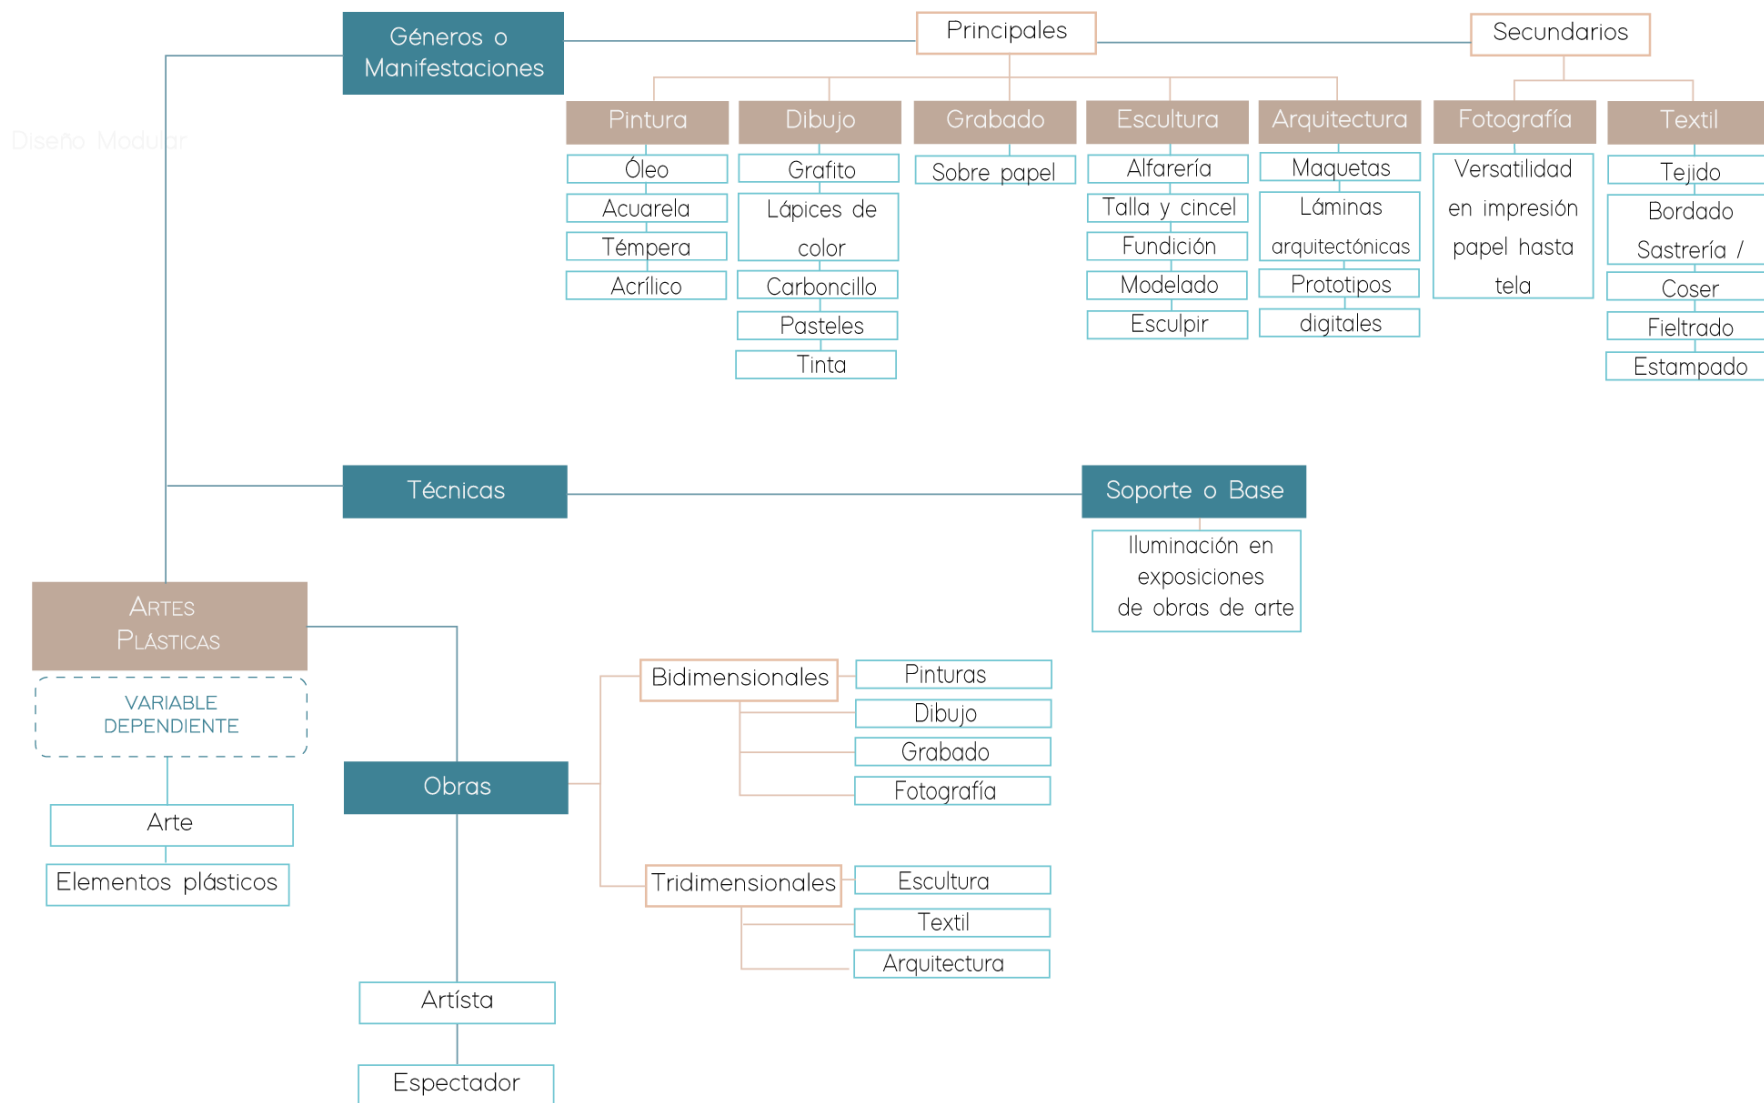 Géneros o
Manifestaciones
Principales
Secundarios
Diseño Modular
Pintura
Óleo
Acuarela
Témpera
Acrílico
Dibujo
Grafito
Lápices de
color
Carboncillo
Pasteles
Tinta
Grabado
Sobre papel
Escultura
Alfarería
Talla y cincel
Fundición
Modelado
Esculpir
Arquitectura
Maquetas
Láminas
arquitectónicas
Prototipos
digitales
Fotografía
Versatilidad
en impresión
papel hasta
tela
Textil
Tejido
Bordado
Sastrería /
Coser
Fieltrado
Estampado
Técnicas
Soporte o Base
Iluminación en
exposiciones
de obras de arte
ARTES
PLÁSTICAS
VARIABLE
DEPENDIENTE
Arte
Elementos plásticos
Obras
Bidimensionales
Pinturas
Dibujo
Grabado
Fotografía
Tridimensionales
Escultura
Textil
Arquitectura
Artísta
Espectador